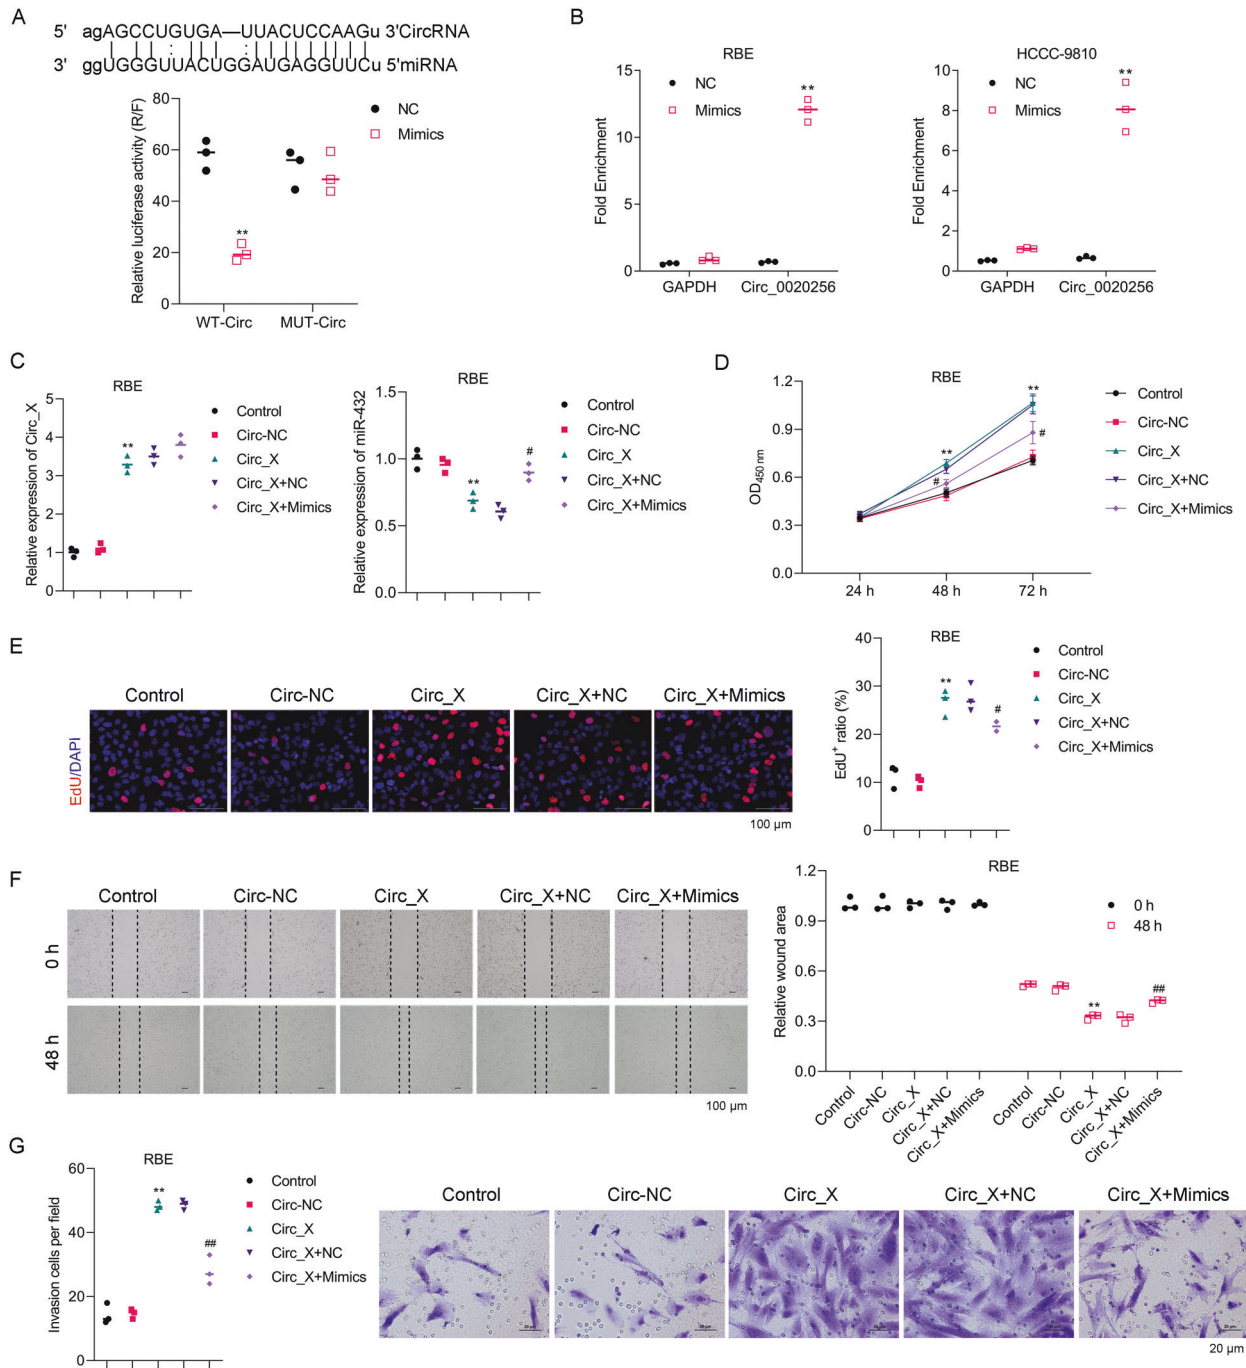 A
5' agAGCCUGUGA—UUACUCCAAGu 3'CircRNA
3' ggUGGGUUACUGGAUGAGGUUCu 5'miRNA
Relative luciferase activity (R/F)
80
60
40
20
0
**
WT-Circ MUT-Circ
NC
Mimics
B
RBE
Fold Enrichment
15
10
5
0
NC
Mimics
**
GAPDH Circ_0020256
HCCC-9810
Fold Enrichment
10
8
6
4
2
0
NC
Mimics
**
GAPDH Circ_0020256
C
RBE
Relative expression of Circ_X
5
4
3
2
1
0
**
Control
Circ-NC
Circ_X
Circ_X+NC
Circ_X+Mimics
RBE
Relative expression of miR-432
1.5
1.0
0.5
0.0
**
#
Control
Circ-NC
Circ_X
Circ_X+NC
Circ_X+Mimics
D
RBE
OD450 nm
1.2
0.9
0.6
0.3
0.0
**
#
**
#
24 h 48 h 72 h
Control
Circ-NC
Circ_X
Circ_X+NC
Circ_X+Mimics
E
Control Circ-NC Circ_X Circ_X+NC Circ_X+Mimics
EdU/DAPI
100 µm
RBE
EdU+ ratio (%)
40
30
20
10
0
**
#
Control
Circ-NC
Circ_X
Circ_X+NC
Circ_X+Mimics
F
Control Circ-NC Circ_X Circ_X+NC Circ_X+Mimics
0 h
48 h
100 µm
RBE
Relative wound area
1.2
0.9
0.6
0.3
0.0
0 h
48 h
**
##
Control Circ-NC Circ_X Circ_X+NC Circ_X+Mimics Control Circ-NC Circ_X Circ_X+NC Circ_X+Mimics
G
RBE
Invasion cells per field
60
40
20
0
**
##
Control
Circ-NC
Circ_X
Circ_X+NC
Circ_X+Mimics
Control Circ-NC Circ_X Circ_X+NC Circ_X+Mimics
20 µm 20 µm 20 µm 20 µm 20 µm
20 µm